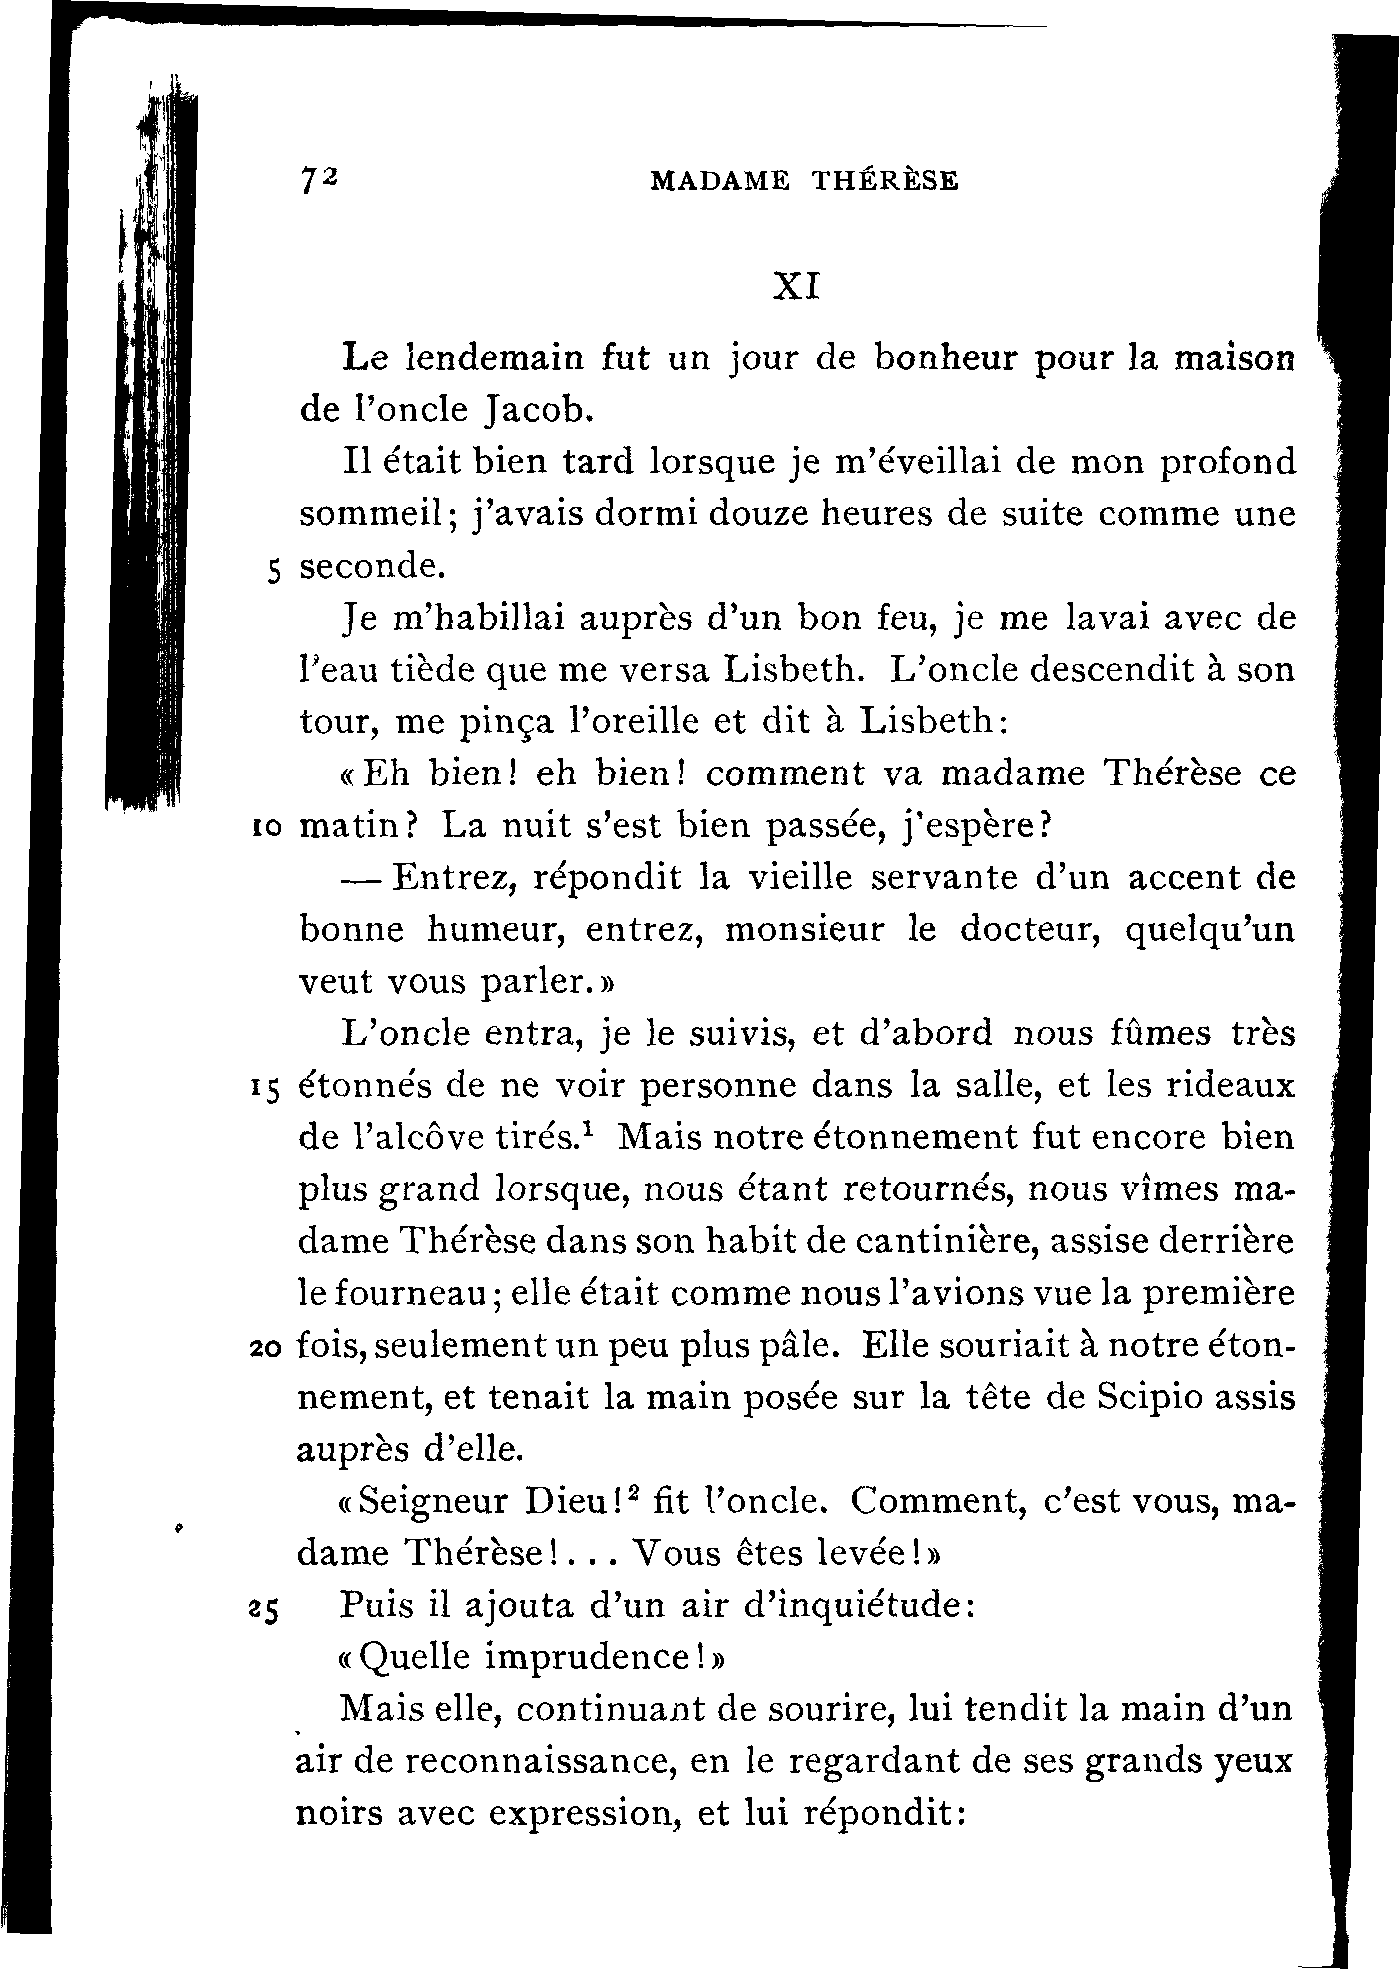 72 MADAME THÉRÈSE
XI
Le lendemain fut un jour de bonheur pour la maison
de l'oncle Jacob.
Il était bien tard lorsque je m'éveillai de mon profond
sommeil; j'avais dormi douze heures de suite comme une
5 seconde.
Je m'habillai auprès d'un bon feu, je me lavai avec de
l'eau tiède que me versa Lisbeth. L'oncle descendit à son
tour, me pinça l'oreille et dit à Lisbeth:
«Eh bien! eh bien! comment va madame Thérèse ce
10 matin? La nuit s'est bien passée, j'espère?
— Entrez, répondit la vieille servante d'un accent de
bonne humeur, entrez, monsieur le docteur, quelqu'un
veut vous parler.»
L'oncle entra, je le suivis, et d'abord nous fûmes très
15 étonnés de ne voir personne dans la salle, et les rideaux
de l'alcôve tirés.¹ Mais notre étonnement fut encore bien
plus grand lorsque, nous étant retournés, nous vîmes ma-
dame Thérèse dans son habit de cantinière, assise derrière
le fourneau; elle était comme nous l'avions vue la première
20 fois, seulement un peu plus pâle. Elle souriait à notre éton-
nement, et tenait la main posée sur la tête de Scipio assis
auprès d'elle.
«Seigneur Dieu!² fit l'oncle. Comment, c'est vous, ma-
dame Thérèse!... Vous êtes levée!»
25 Puis il ajouta d'un air d'inquiétude:
«Quelle imprudence!»
Mais elle, continuant de sourire, lui tendit la main d'un
air de reconnaissance, en le regardant de ses grands yeux
noirs avec expression, et lui répondit: